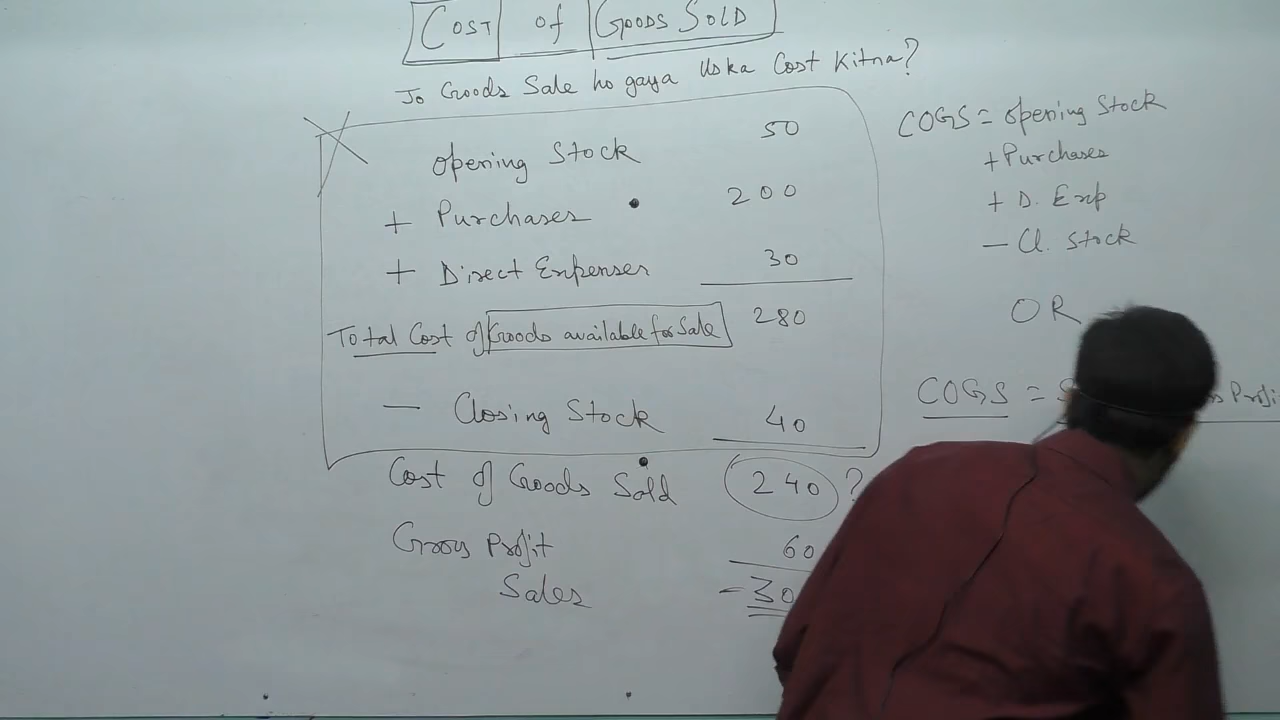 COST of GOODS SOLD
Jo Goods Sale ho gaya Uska Cost Kitna?
Opening Stock 50
+ Purchases 200
+ Direct Expenses 30
Total Cost of Goods available for Sale 280
— Closing Stock 40
Cost of Goods Sold 240 ?
Gross Profit 60
Sales
COGS = Opening Stock
+ Purchases
+ D. Exp
— Cl. Stock
OR
COGS =